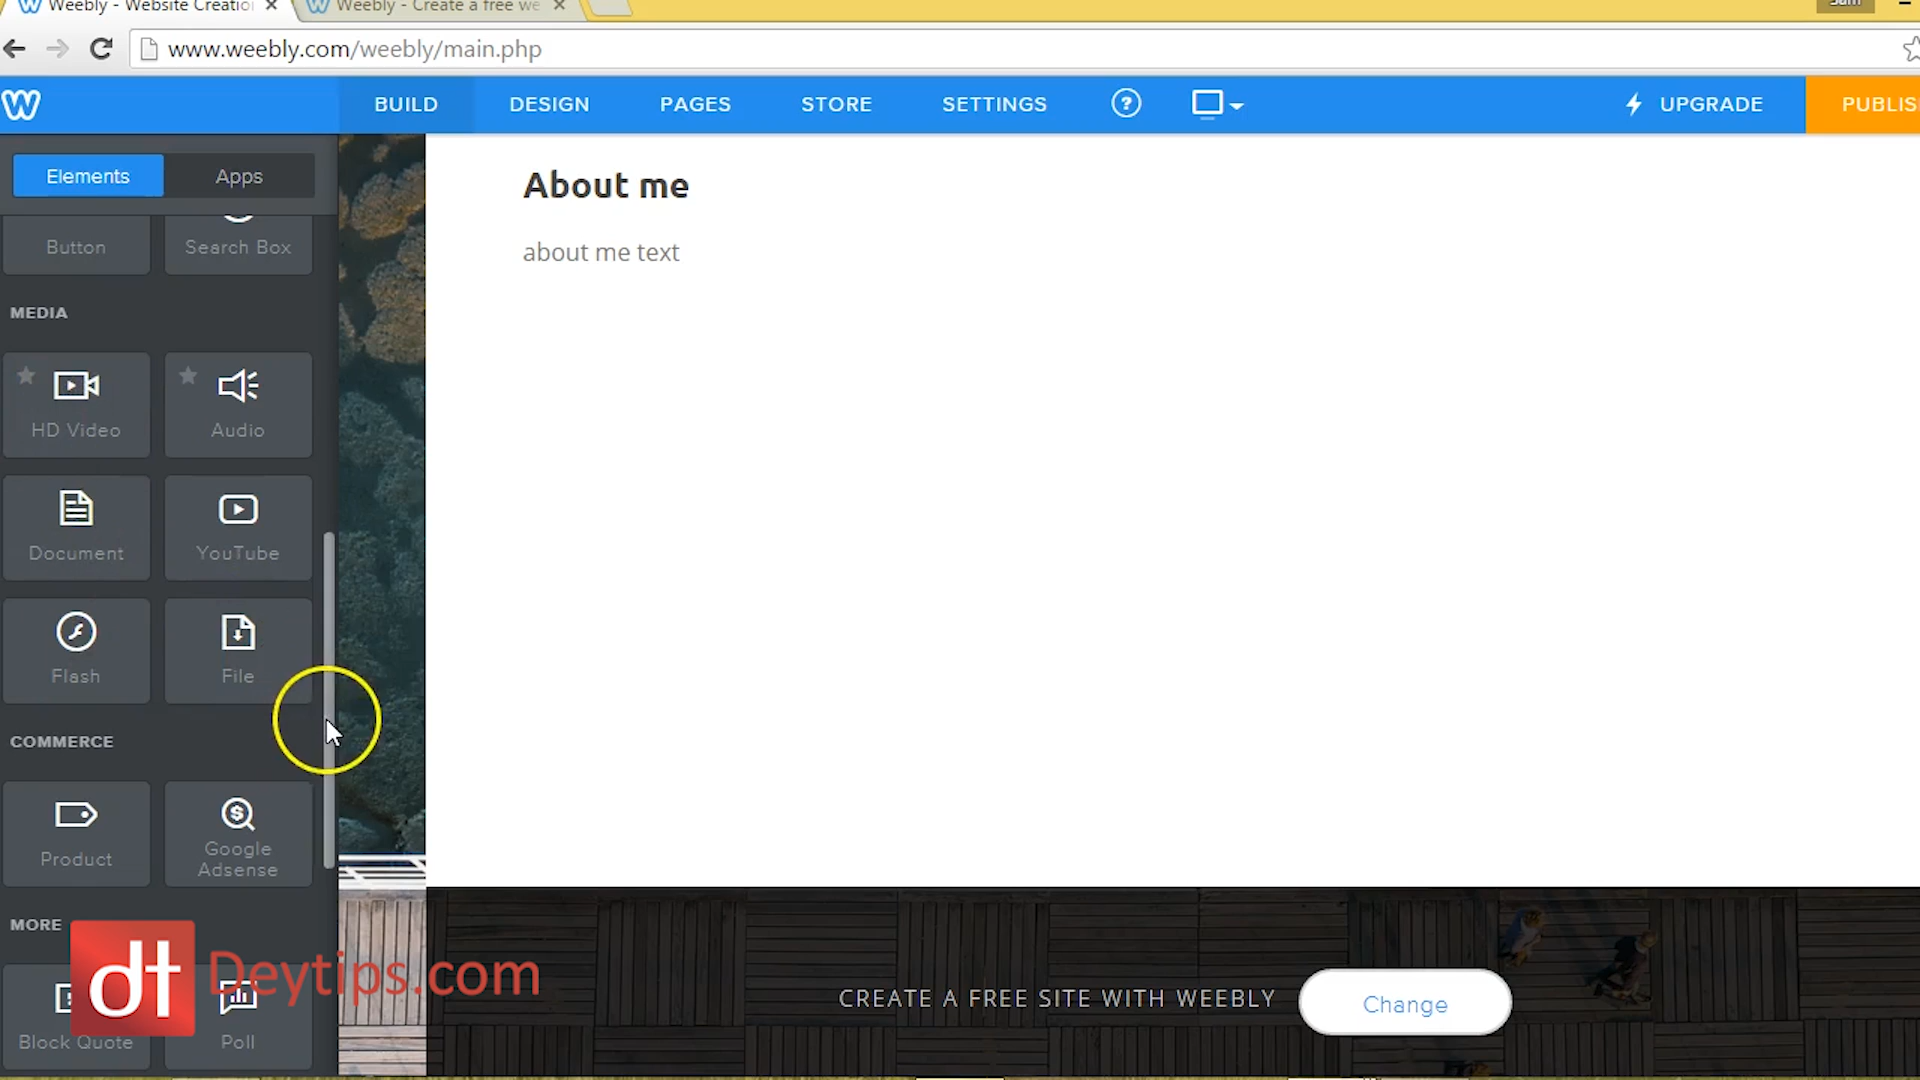 Weebly - Website Creation
Weebly - Create a free we
Sam
www.weebly.com/weebly/main.php
BUILD
DESIGN
PAGES
STORE
SETTINGS
?
UPGRADE
PUBLIS
Elements
Apps
Button
Search Box
MEDIA
HD Video
Audio
Document
YouTube
Flash
File
COMMERCE
Product
Google
Adsense
MORE
Block Quote
Poll
About me
about me text
CREATE A FREE SITE WITH WEEBLY
Change
dt
Deytips.com